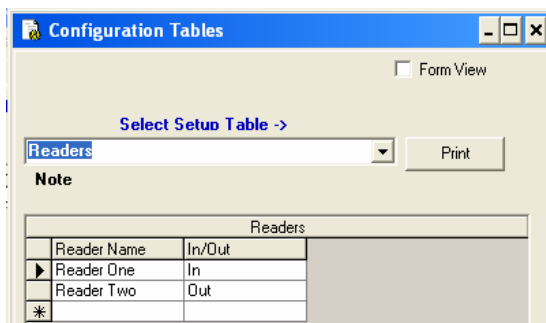 Configuration Tables
Form View
Select Setup Table ->
Readers
Print
Note
Readers
Reader Name In/Out
Reader One In
Reader Two Out